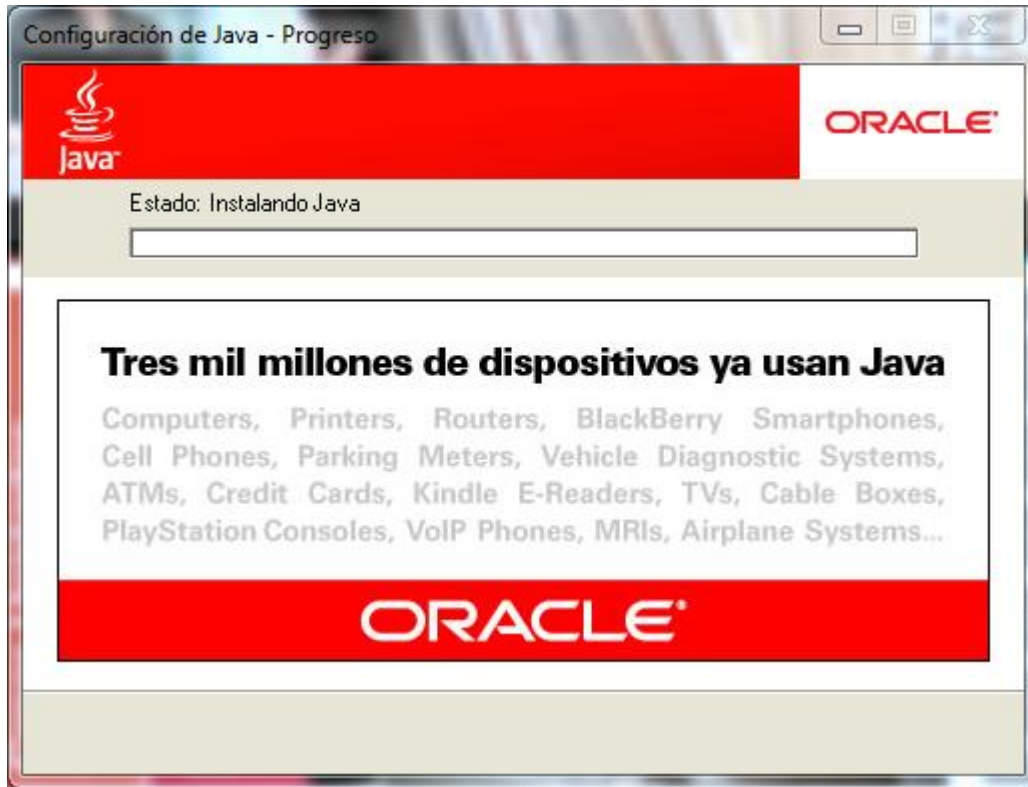 Configuración de Java - Progreso
Java
ORACLE
Estado: Instalando Java
Tres mil millones de dispositivos ya usan Java
Computers, Printers, Routers, BlackBerry Smartphones,
Cell Phones, Parking Meters, Vehicle Diagnostic Systems,
ATMs, Credit Cards, Kindle E-Readers, TVs, Cable Boxes,
PlayStation Consoles, VoIP Phones, MRIs, Airplane Systems...
ORACLE